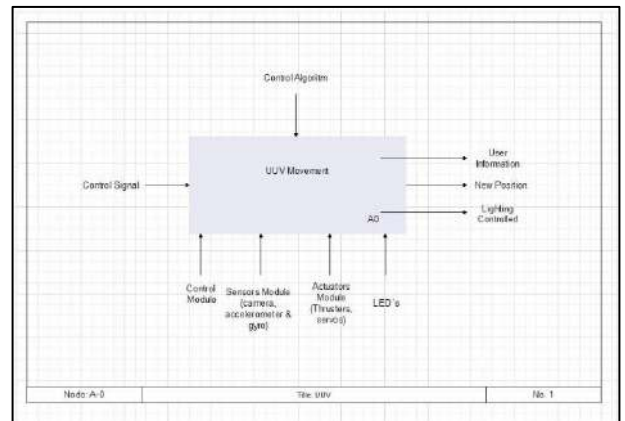 Control Algoritm
UUV Movement
Control Signal
User
Information
New Position
Lighting
Controlled
A0
Control
Module
Sensors Module
(camera,
accelerometer &
gyro)
Actuators
Module
(Thrusters,
servos)
LED´s
Node: A-0
Title: UUV
No. 1